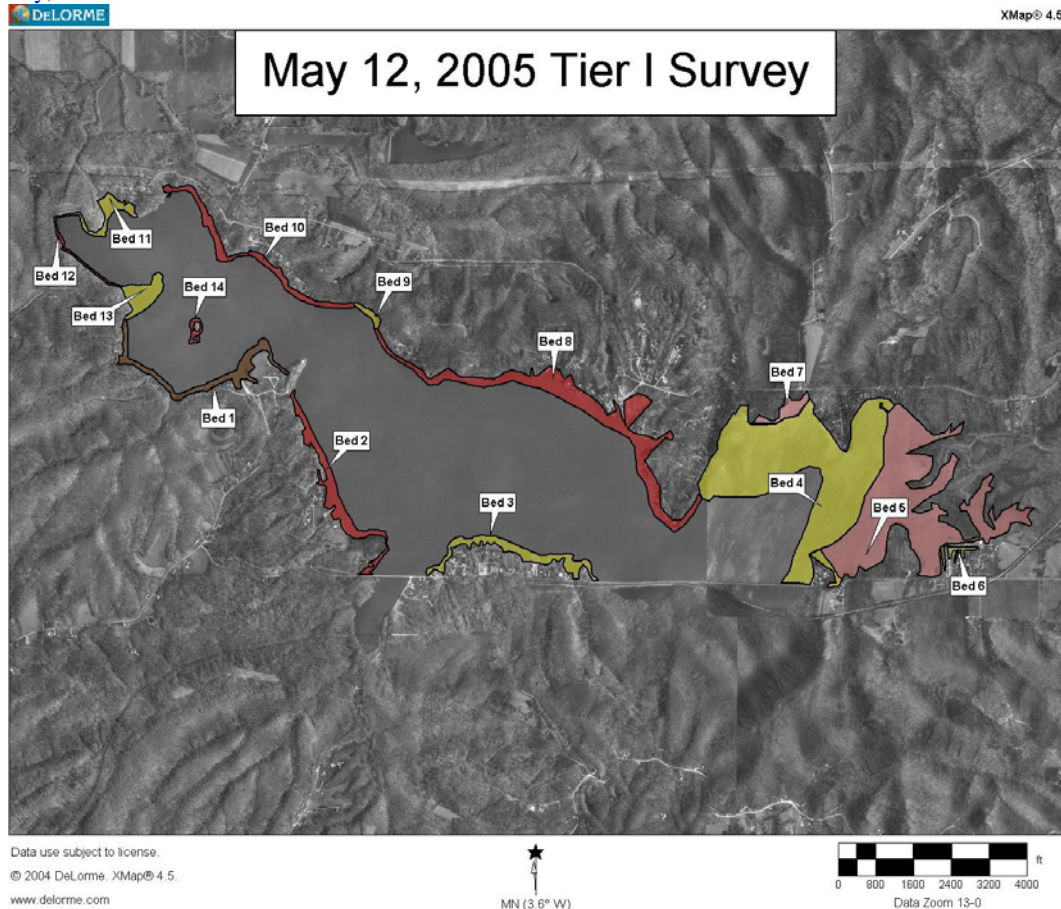 DELORME
XMap® 4.5
May 12, 2005 Tier I Survey
Bed 11
Bed 10
Bed 12
Bed 14
Bed 9
Bed 13
Bed 8
Bed 7
Bed 1
Bed 2
Bed 4
Bed 3
Bed 5
Bed 6
Data use subject to license.
© 2004 DeLorme. XMap® 4.5.
www.delorme.com
MN (3.6° W)
ft
0 800 1600 2400 3200 4000
Data Zoom 13-0